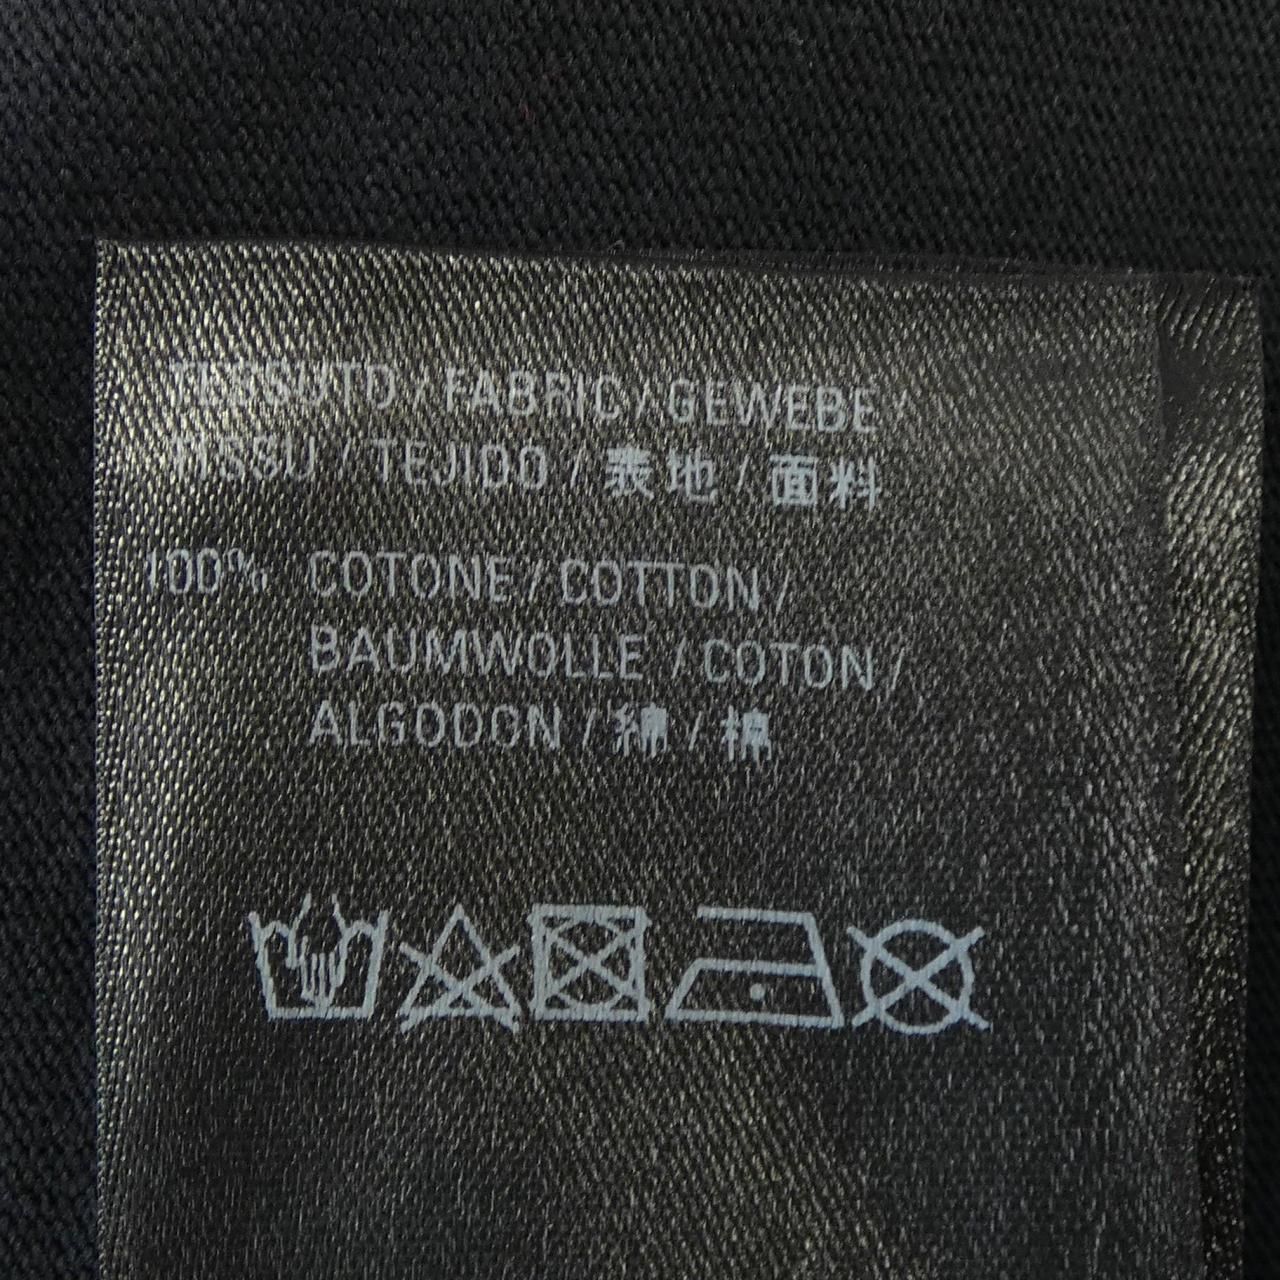 TESSUTO / FABRIC / GEWEBE /
TISSU / TEJIDO / 表地 / 面料
100% COTONE / COTTON /
BAUMWOLLE / COTON /
ALGODON / 綿 / 棉